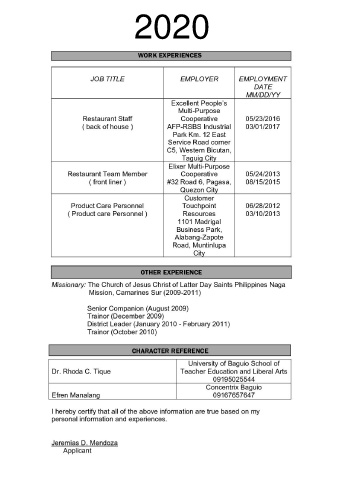 2020
WORK EXPERIENCES
JOB TITLE EMPLOYER EMPLOYMENT
DATE
MM/DD/YY
Restaurant Staff
( back of house )
Excellent People's
Multi-Purpose
Cooperative
AFP-RSBS Industrial
Park Km. 12 East
Service Road corner
C5, Western Bicutan,
Taguig City
05/23/2016
03/01/2017
Restaurant Team Member
( front liner )
Elixer Multi-Purpose
Cooperative
#32 Road 6, Pagasa,
Quezon City
05/24/2013
08/15/2015
Product Care Personnel
( Product care Personnel )
Customer
Touchpoint
Resources
1101 Madrigal
Business Park,
Alabang-Zapote
Road, Muntinlupa
City
06/28/2012
03/10/2013
OTHER EXPERIENCE
Missionary: The Church of Jesus Christ of Latter Day Saints Philippines Naga
Mission, Camarines Sur (2009-2011)
Senior Companion (August 2009)
Trainor (December 2009)
District Leader (January 2010 - February 2011)
Trainor (October 2010)
CHARACTER REFERENCE
Dr. Rhoda C. Tique
University of Baguio School of
Teacher Education and Liberal Arts
09195025544
Efren Manalang
Concentrix Baguio
09167657647
I hereby certify that all of the above information are true based on my
personal information and experiences.
Jeremias D. Mendoza
Applicant